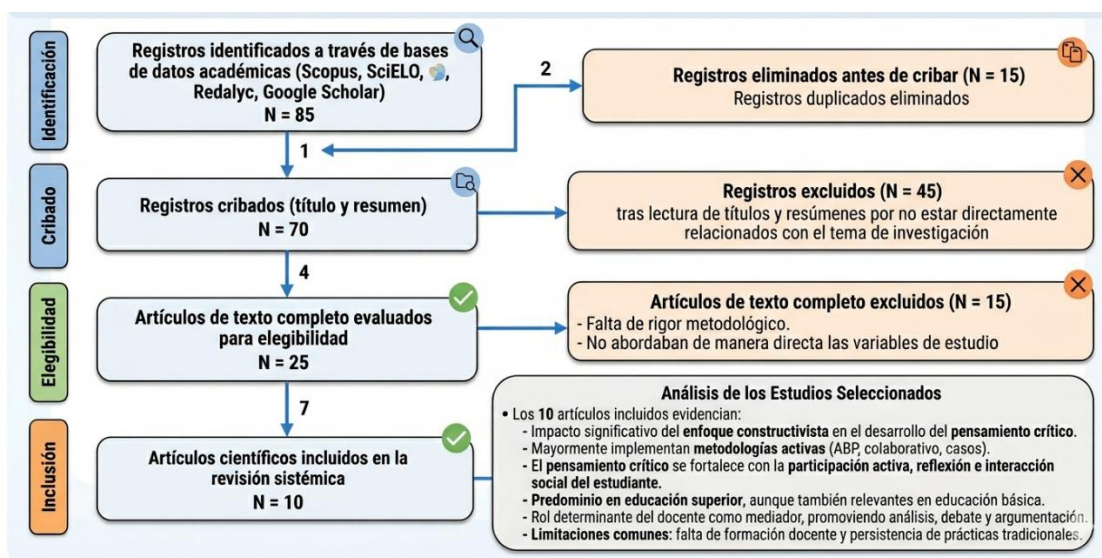 Identificación
Registros identificados a través de bases
de datos académicas (Scopus, SciELO, ,
Redalyc, Google Scholar)
N = 85
2
Registros eliminados antes de cribar (N = 15)
Registros duplicados eliminados
1
Cribado
Registros cribados (título y resumen)
N = 70
Registros excluidos (N = 45)
tras lectura de títulos y resúmenes por no estar directamente
relacionados con el tema de investigación
4
Elegibilidad
Artículos de texto completo evaluados
para elegibilidad
N = 25
Artículos de texto completo excluidos (N = 15)
- Falta de rigor metodológico.
- No abordaban de manera directa las variables de estudio
7
Inclusión
Artículos científicos incluidos en la
revisión sistémica
N = 10
Análisis de los Estudios Seleccionados
• Los 10 artículos incluidos evidencian:
- Impacto significativo del enfoque constructivista en el desarrollo del pensamiento crítico.
- Mayormente implementan metodologías activas (ABP, colaborativo, casos).
- El pensamiento crítico se fortalece con la participación activa, reflexión e interacción
social del estudiante.
- Predominio en educación superior, aunque también relevantes en educación básica.
- Rol determinante del docente como mediador, promoviendo análisis, debate y argumentación.
- Limitaciones comunes: falta de formación docente y persistencia de prácticas tradicionales.